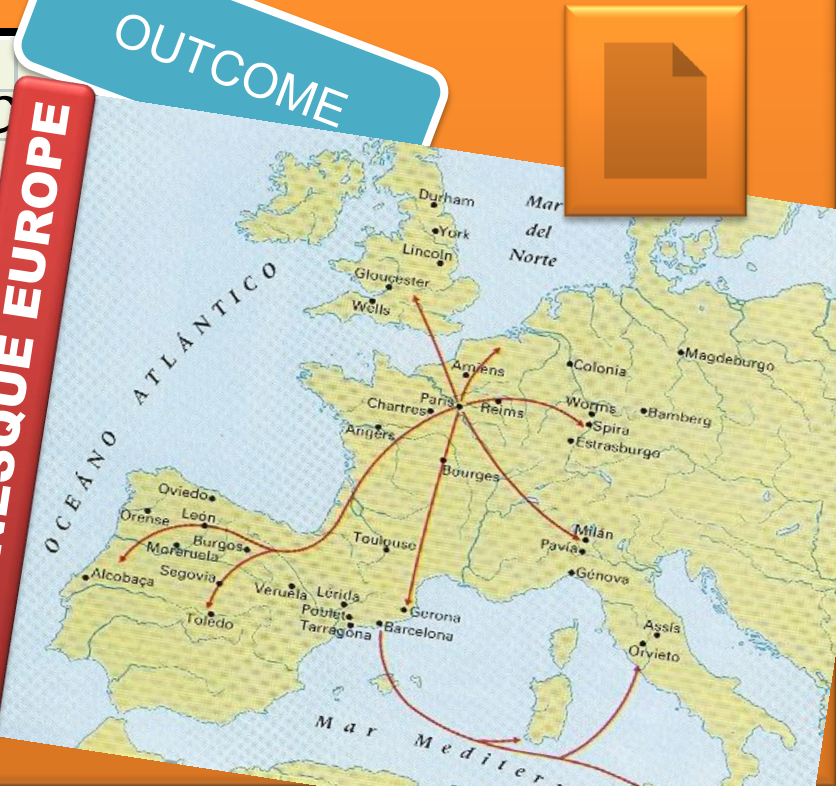 OUTCOME
ESQUE EUROPE
Durham
Mar
del
Norte
York
Lincoln
Gloucester
Wells
OCEÁNO ATLÁNTICO
Amiens
Colonia
Magdeburgo
Paris
Chartres
Reims
Worms
Bamberg
Spira
Angers
Estrasburgo
Bourges
Oviedo
Orense
León
Burgos
Moreruela
Toulouse
Milán
Pavía
Alcobaça
Segovia
Génova
Veruela
Lérida
Poblet
Gerona
Toledo
Tarragona
Barcelona
Assís
Orvieto
Mar Mediter